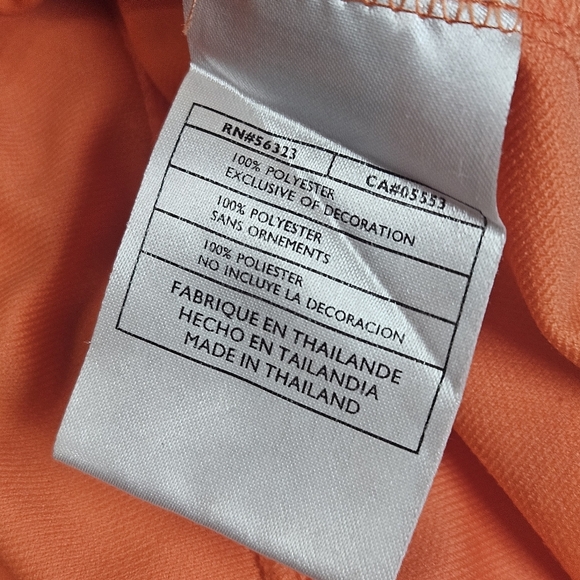 RN#56323 CA#05553
100% POLYESTER
EXCLUSIVE OF DECORATION
100% POLYESTER
SANS ORNEMENTS
100% POLIESTER
NO INCLUYE LA DECORACION
FABRIQUE EN THAILANDE
HECHO EN TAILANDIA
MADE IN THAILAND